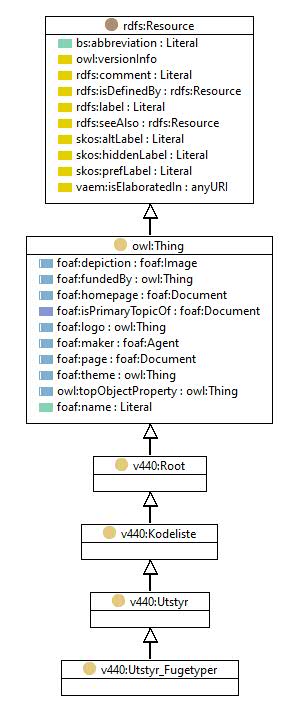 rdfs:Resource
bs:abbreviation : Literal
owl:versionInfo
rdfs:comment : Literal
rdfs:isDefinedBy : rdfs:Resource
rdfs:label : Literal
rdfs:seeAlso : rdfs:Resource
skos:altLabel : Literal
skos:hiddenLabel : Literal
skos:prefLabel : Literal
vaem:isElaboratedIn : anyURI
owl:Thing
foaf:depiction : foaf:Image
foaf:fundedBy : owl:Thing
foaf:homepage : foaf:Document
foaf:isPrimaryTopicOf : foaf:Document
foaf:logo : owl:Thing
foaf:maker : foaf:Agent
foaf:page : foaf:Document
foaf:theme : owl:Thing
owl:topObjectProperty : owl:Thing
foaf:name : Literal
v440:Root
v440:Kodeliste
v440:Utstyr
v440:Utstyr_Fugetyper